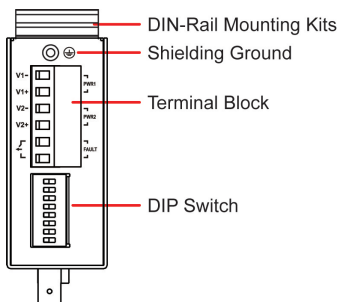 DIN-Rail Mounting Kits
Shielding Ground
V1-
V1+
PWR1
Terminal Block
V2-
V2+
PWR2
FAULT
DIP Switch